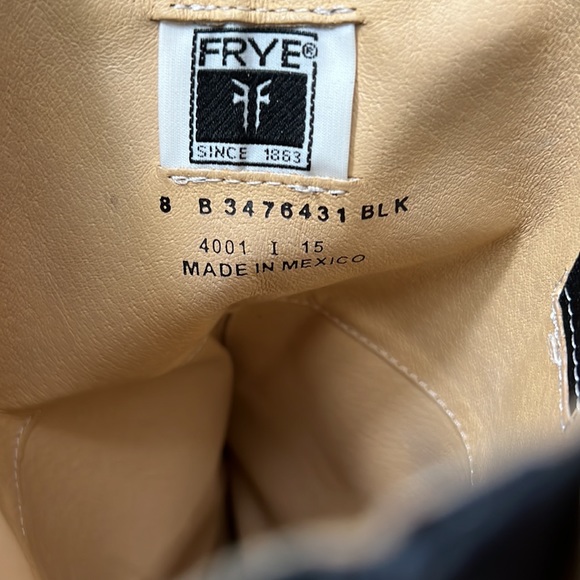 FRYE®
SINCE 1863
8 B 3476431 BLK
4001 I 15
MADE IN MEXICO